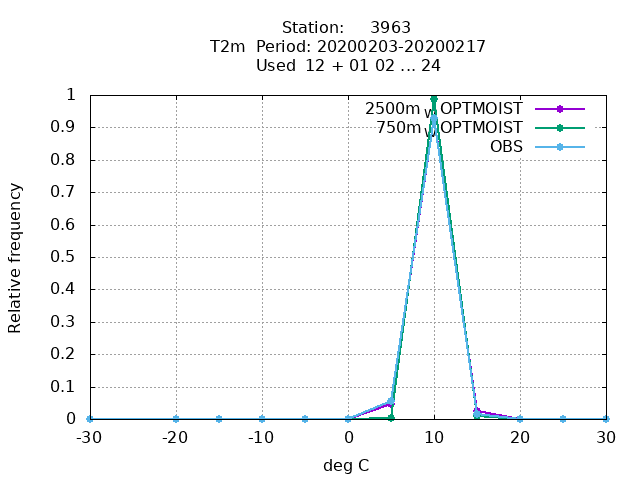 Station: 3963
T2m Period: 20200203-20200217
Used 12 + 01 02 ... 24
2500m w OPTMOIST
750m w OPTMOIST
OBS
Relative frequency
1
0.9
0.8
0.7
0.6
0.5
0.4
0.3
0.2
0.1
0
-30 -20 -10 0 10 20 30
deg C